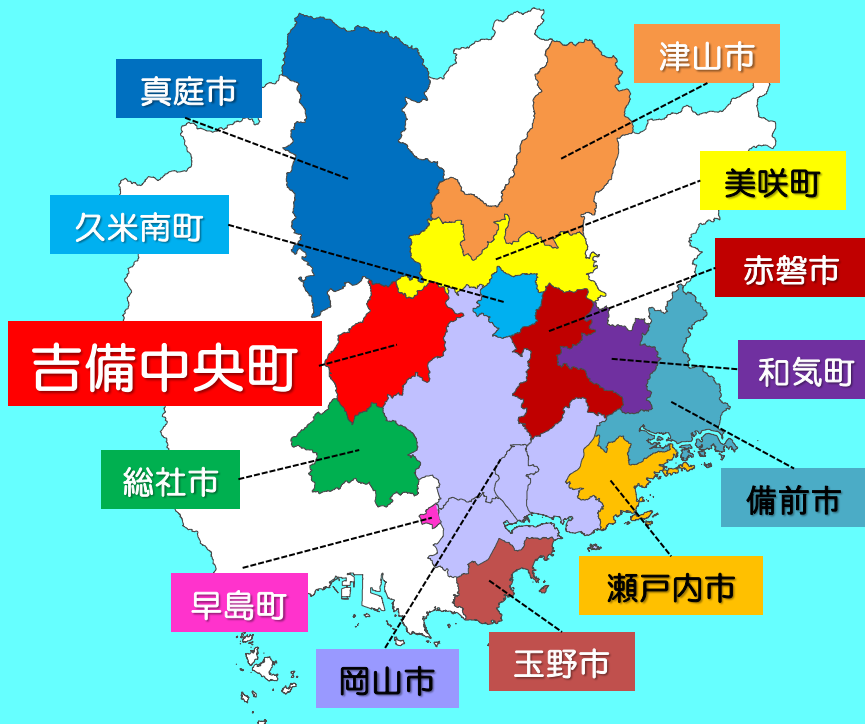 津山市
真庭市
美咲町
久米南町
赤磐市
吉備中央町
和気町
総社市
備前市
瀬戸内市
早島町
玉野市
岡山市